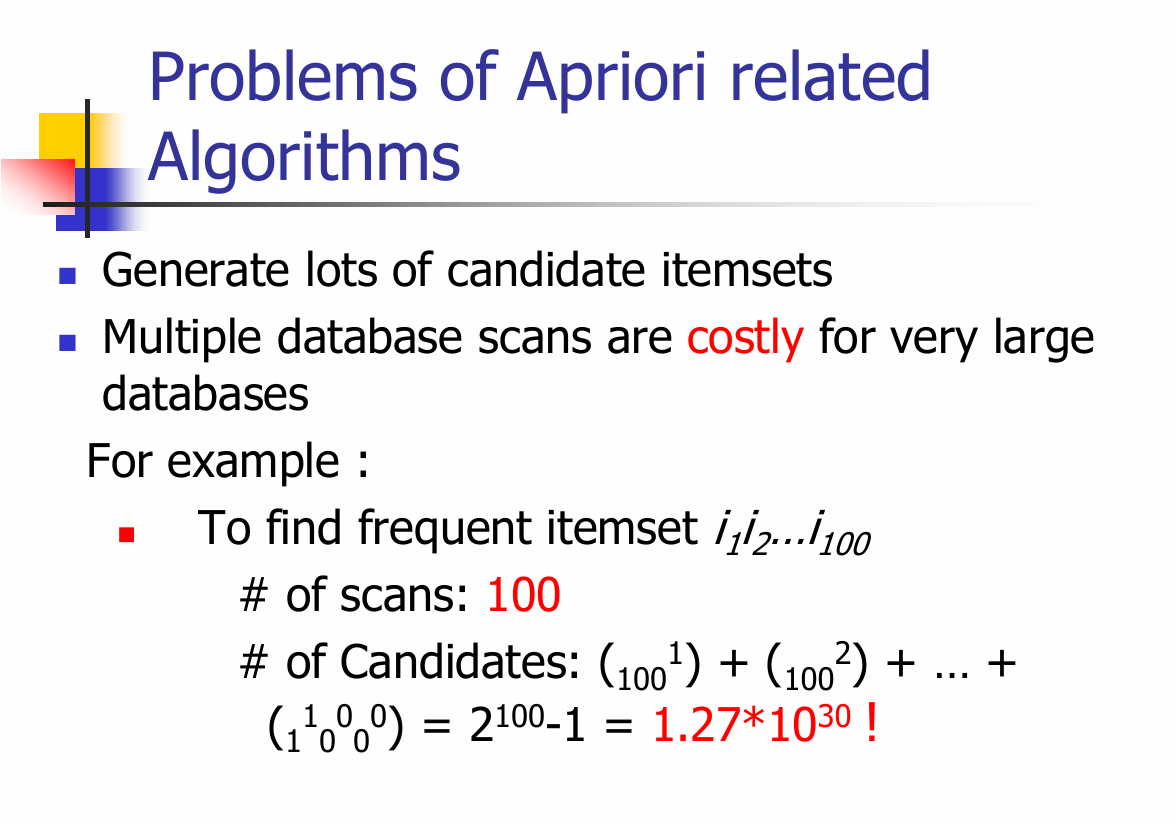 Problems of Apriori related
Algorithms
Generate lots of candidate itemsets
Multiple database scans are costly for very large
databases
For example :
To find frequent itemset i₁i₂…i₁₀₀
# of scans: 100
# of Candidates: (₁₀₀¹) + (₁₀₀²) + … +
(₁¹₀⁰₀⁰) = 2¹⁰⁰-1 = 1.27*10³⁰ !